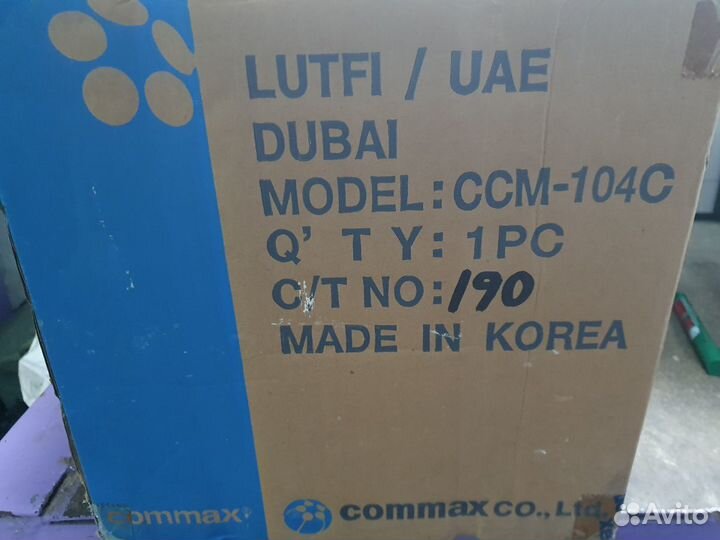 LUTFI / UAE
DUBAI
MODEL: CCM-104C
Q' T Y: 1PC
C/T NO: 190
MADE IN KOREA
commax®
commax CO., Ltd.
Avito